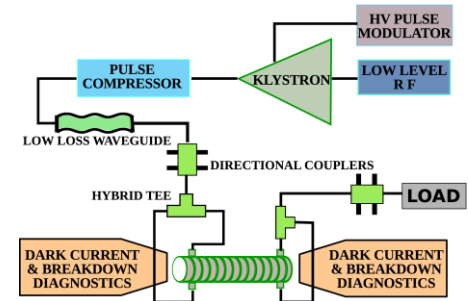 HV PULSE
MODULATOR
PULSE
COMPRESSOR
KLYSTRON
LOW LEVEL
R F
LOW LOSS WAVEGUIDE
DIRECTIONAL COUPLERS
HYBRID TEE
LOAD
DARK CURRENT
& BREAKDOWN
DIAGNOSTICS
DARK CURRENT
& BREAKDOWN
DIAGNOSTICS